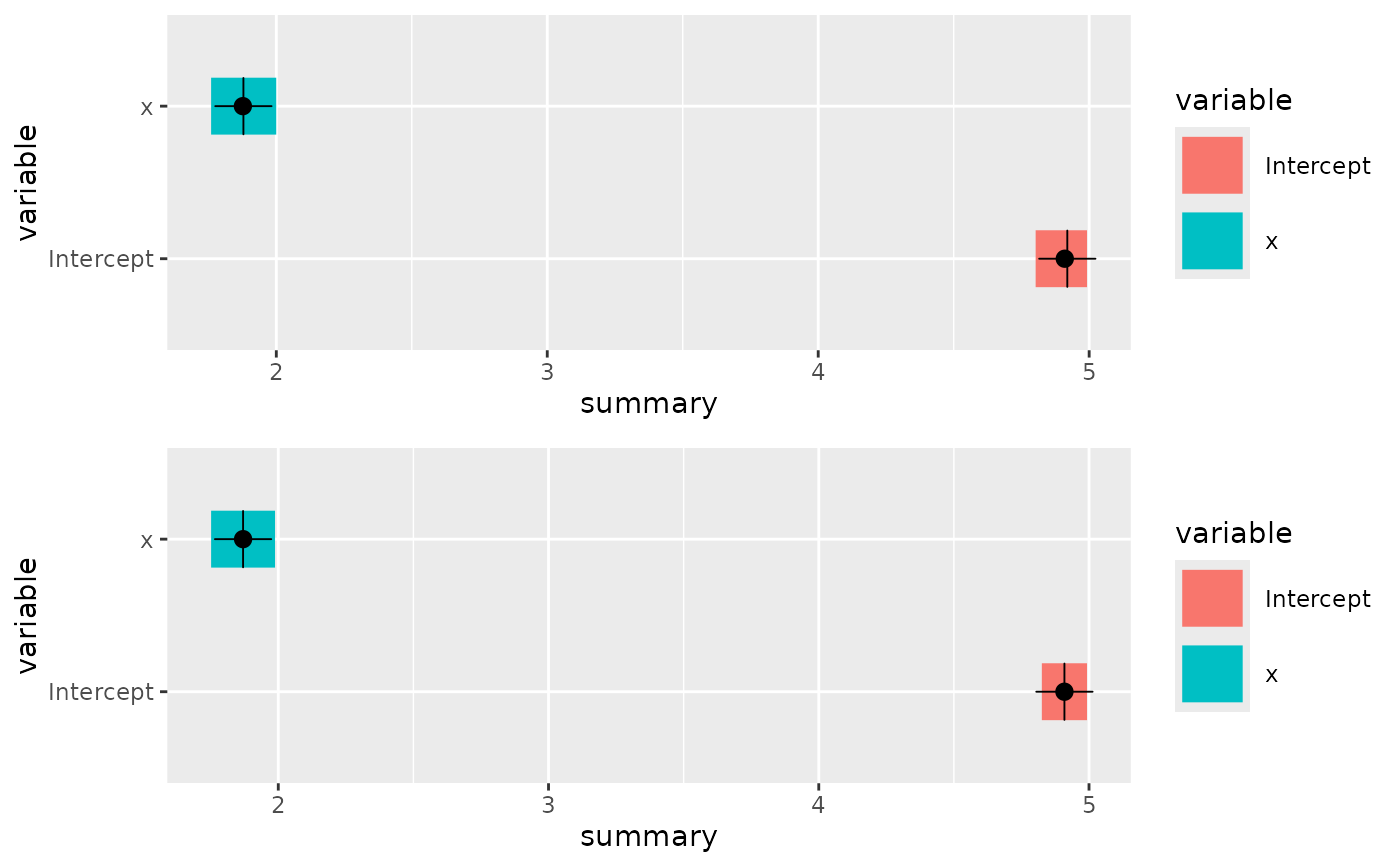 variable
x
Intercept
2 3 4 5
summary
variable
Intercept
x
variable
x
Intercept
2 3 4 5
summary
variable
Intercept
x